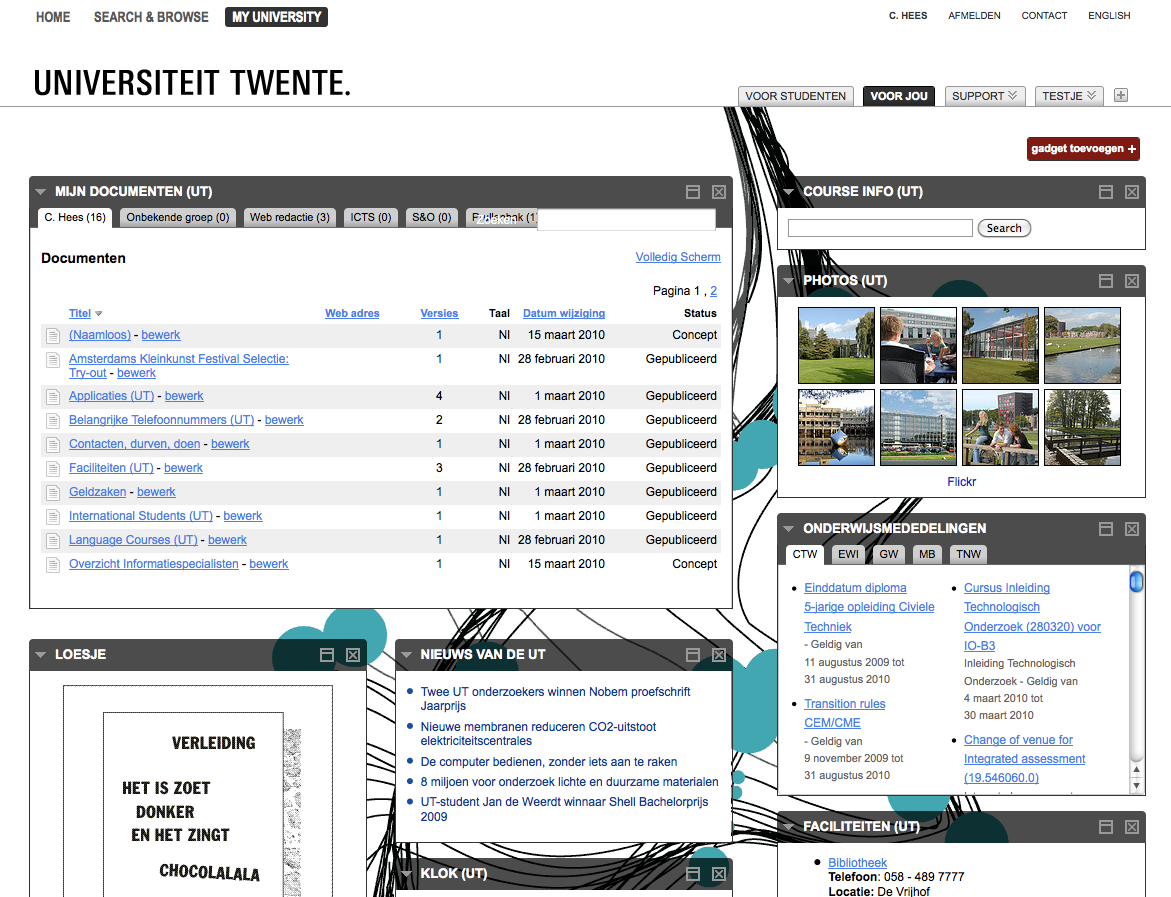 HOME SEARCH & BROWSE MY UNIVERSITY
C. HEES AFMELDEN CONTACT ENGLISH
UNIVERSITEIT TWENTE.
VOOR STUDENTEN VOOR JOU SUPPORT TESTJE
gadget toevoegen +
MIJN DOCUMENTEN (UT)
C. Hees (16) Onbekende groep (0) Web redactie (3) ICTS (0) S&O (0)
Zoeken
Documenten
Volledig Scherm
Pagina 1 , 2
Titel Web adres Versies Taal Datum wijziging Status
(Naamloos) - bewerk 1 Nl 15 maart 2010 Concept
Amsterdams Kleinkunst Festival Selectie: 1 Nl 28 februari 2010 Gepubliceerd
Try-out - bewerk
Applicaties (UT) - bewerk 4 Nl 1 maart 2010 Gepubliceerd
Belangrijke Telefoonnummers (UT) - bewerk 2 Nl 28 februari 2010 Gepubliceerd
Contacten, durven, doen - bewerk 1 Nl 1 maart 2010 Gepubliceerd
Faciliteiten (UT) - bewerk 3 Nl 28 februari 2010 Gepubliceerd
Geldzaken - bewerk 1 Nl 1 maart 2010 Gepubliceerd
International Students (UT) - bewerk 1 Nl 1 maart 2010 Gepubliceerd
Language Courses (UT) - bewerk 1 Nl 28 februari 2010 Gepubliceerd
Overzicht Informatiespecialisten - bewerk 1 Nl 15 maart 2010 Concept
COURSE INFO (UT)
Search
PHOTOS (UT)
Flickr
ONDERWIJSMEDEDELINGEN
CTW EWI GW MB TNW
Einddatum diploma
5-jarige opleiding Civiele
Techniek
- Geldig van
11 augustus 2009 tot
31 augustus 2010
Transition rules
CEM/CME
- Geldig van
9 november 2009 tot
31 augustus 2010
Cursus Inleiding
Technologisch
Onderzoek (280320) voor
IO-B3
Inleiding Technologisch
Onderzoek - Geldig van
4 maart 2010 tot
30 maart 2010
Change of venue for
Integrated assessment
(19.546060.0)
LOESJE
VERLEIDING
HET IS ZOET
DONKER
EN HET ZINGT
CHOCOLALALA
NIEUWS VAN DE UT
Twee UT onderzoekers winnen Nobem proefschrift
Jaarprijs
Nieuwe membranen reduceren CO2-uitstoot
elektriciteitscentrales
De computer bedienen, zonder iets aan te raken
8 miljoen voor onderzoek lichte en duurzame materialen
UT-student Jan de Weerdt winnaar Shell Bachelorprijs
2009
KLOK (UT)
FACILITEITEN (UT)
Bibliotheek
Telefoon: 058 - 489 7777
Locatie: De Vrijhof